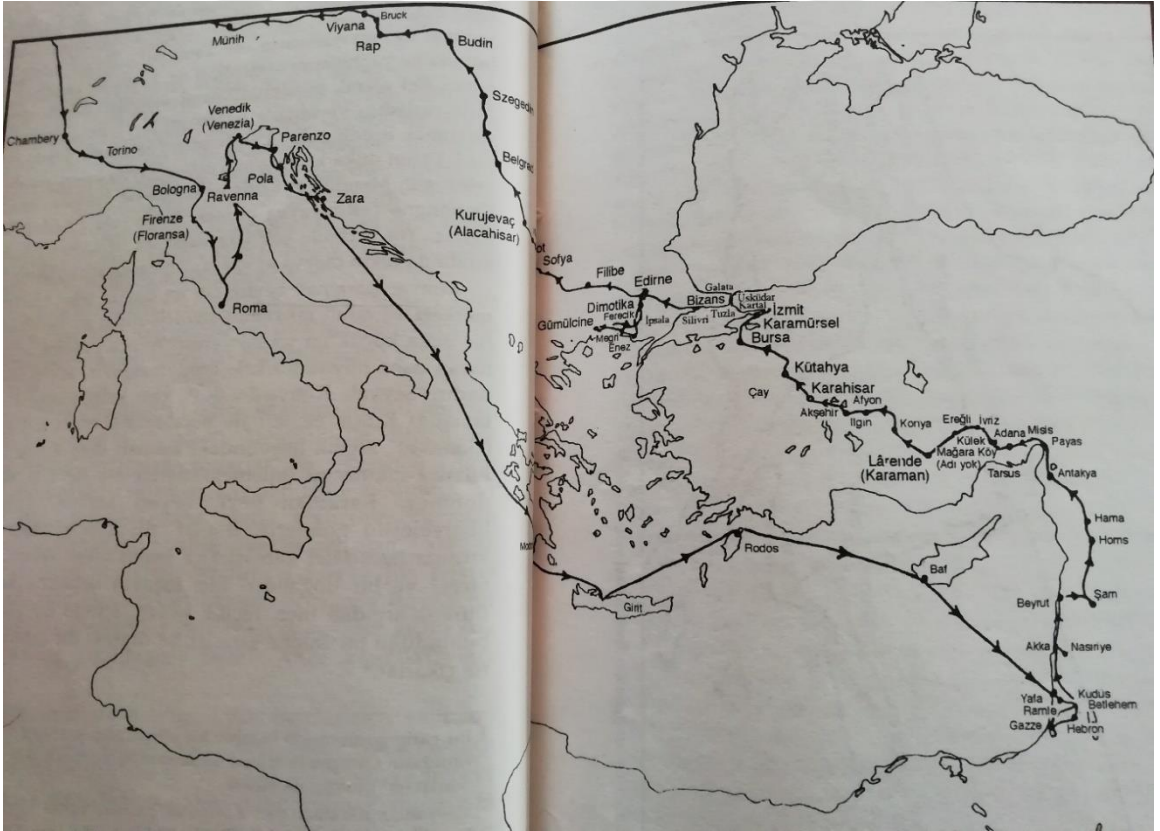 Münih
Viyana
Bruck
Rap
Budin
Szegedin
Belgrad
Kurujevaç
(Alacahisar)
Chambery
Torino
Bologna
Firenze
(Floransa)
Roma
Ravenna
Venedik
(Venezia)
Parenzo
Pola
Zara
Sofya
Filibe
Edirne
Dimotika
Ferecik
Gümülcine
Megri
Enez
İpsala
Silivri
Bizans
Galata
Üsküdar
Kartal
Tuzla
İzmit
Karamürsel
Bursa
Kütahya
Karahisar
Çay
Afyon
Akşehir
Ilgın
Konya
Lârende
(Karaman)
Ereğli
İvriz
Külek
Mağara Köy
(Adı yok)
Adana
Misis
Payas
Tarsus
Antakya
Hama
Homs
Şam
Beyrut
Akka
Nasıriye
Yafa
Ramle
Kudüs
Betlehem
Gazze
Hebron
Rodos
Baf
Girit